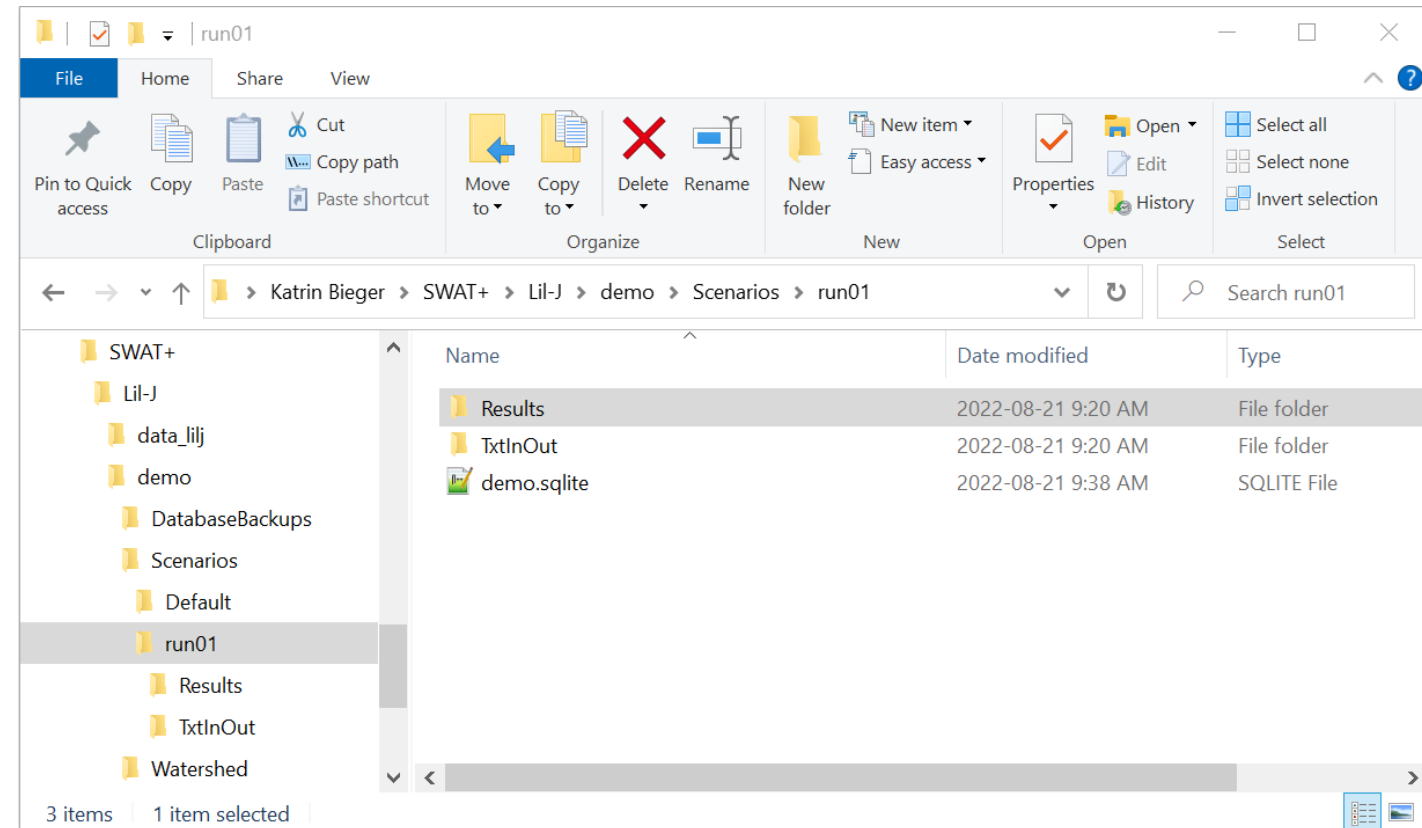 run01
File Home Share View
Pin to Quick access
Copy
Paste
Cut
Copy path
Paste shortcut
Clipboard
Move to
Copy to
Delete
Rename
Organize
New folder
New item
Easy access
New
Properties
Open
Edit
History
Open
Select all
Select none
Invert selection
Select
Katrin Bieger > SWAT+ > Lil-J > demo > Scenarios > run01
Search run01
SWAT+
Lil-J
data_lilj
demo
DatabaseBackups
Scenarios
Default
run01
Results
TxtInOut
Watershed
Name Date modified Type
Results 2022-08-21 9:20 AM File folder
TxtInOut 2022-08-21 9:20 AM File folder
demo.sqlite 2022-08-21 9:38 AM SQLITE File
3 items 1 item selected